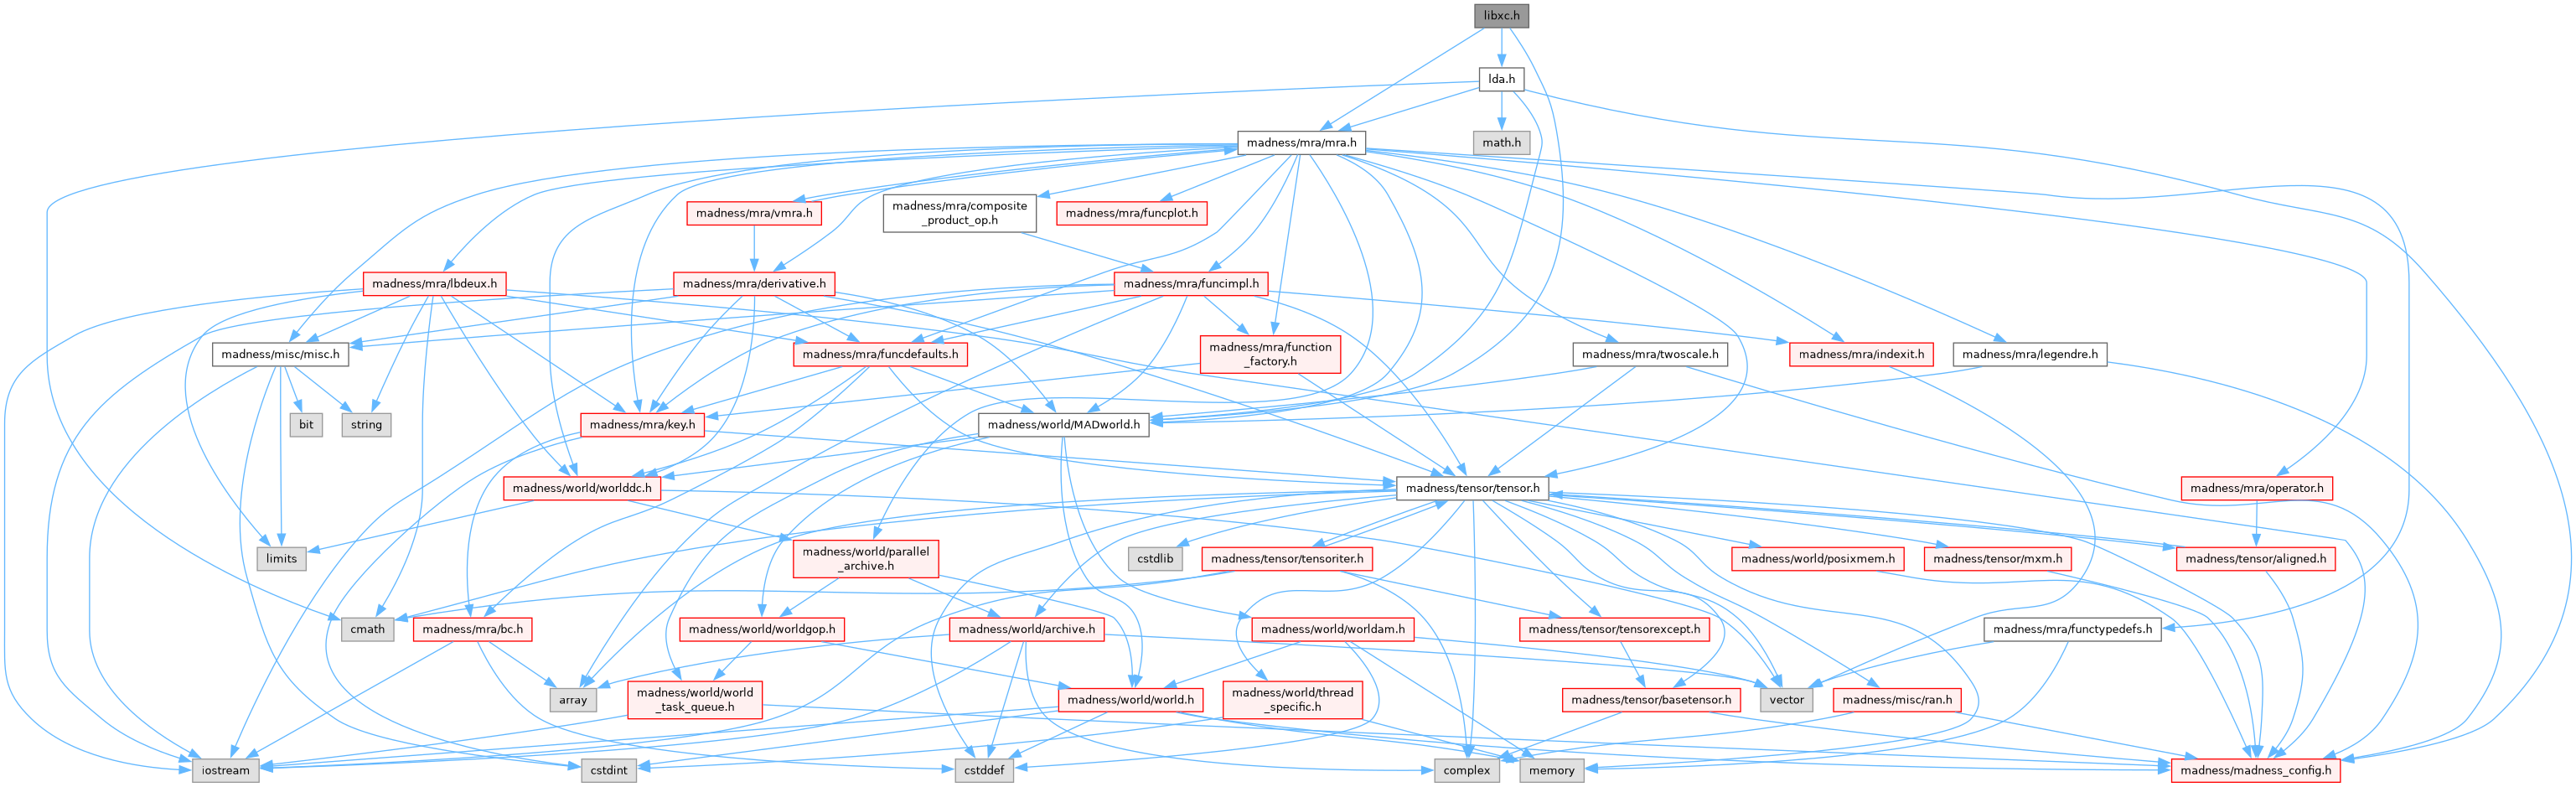 libxc.h
lda.h
madness/mra/mra.h
math.h
madness/mra/vmra.h
madness/mra/composite
_product_op.h
madness/mra/funcplot.h
madness/mra/lbdeux.h
madness/mra/derivative.h
madness/mra/funcimpl.h
madness/misc/misc.h
madness/mra/funcdefaults.h
madness/mra/function
_factory.h
madness/mra/twoscale.h
madness/mra/indexit.h
madness/mra/legendre.h
bit
string
madness/mra/key.h
madness/world/MADworld.h
madness/world/worlddc.h
madness/tensor/tensor.h
madness/mra/operator.h
limits
madness/world/parallel
_archive.h
cstdlib
madness/tensor/tensoriter.h
madness/world/posixmem.h
madness/tensor/mxm.h
madness/tensor/aligned.h
cmath
madness/mra/bc.h
madness/world/worldgop.h
madness/world/archive.h
madness/world/worldam.h
madness/tensor/tensorexcept.h
madness/mra/functypedefs.h
array
madness/world/world
_task_queue.h
madness/world/world.h
madness/world/thread
_specific.h
madness/tensor/basetensor.h
vector
madness/misc/ran.h
iostream
cstdint
cstddef
complex
memory
madness/madness_config.h